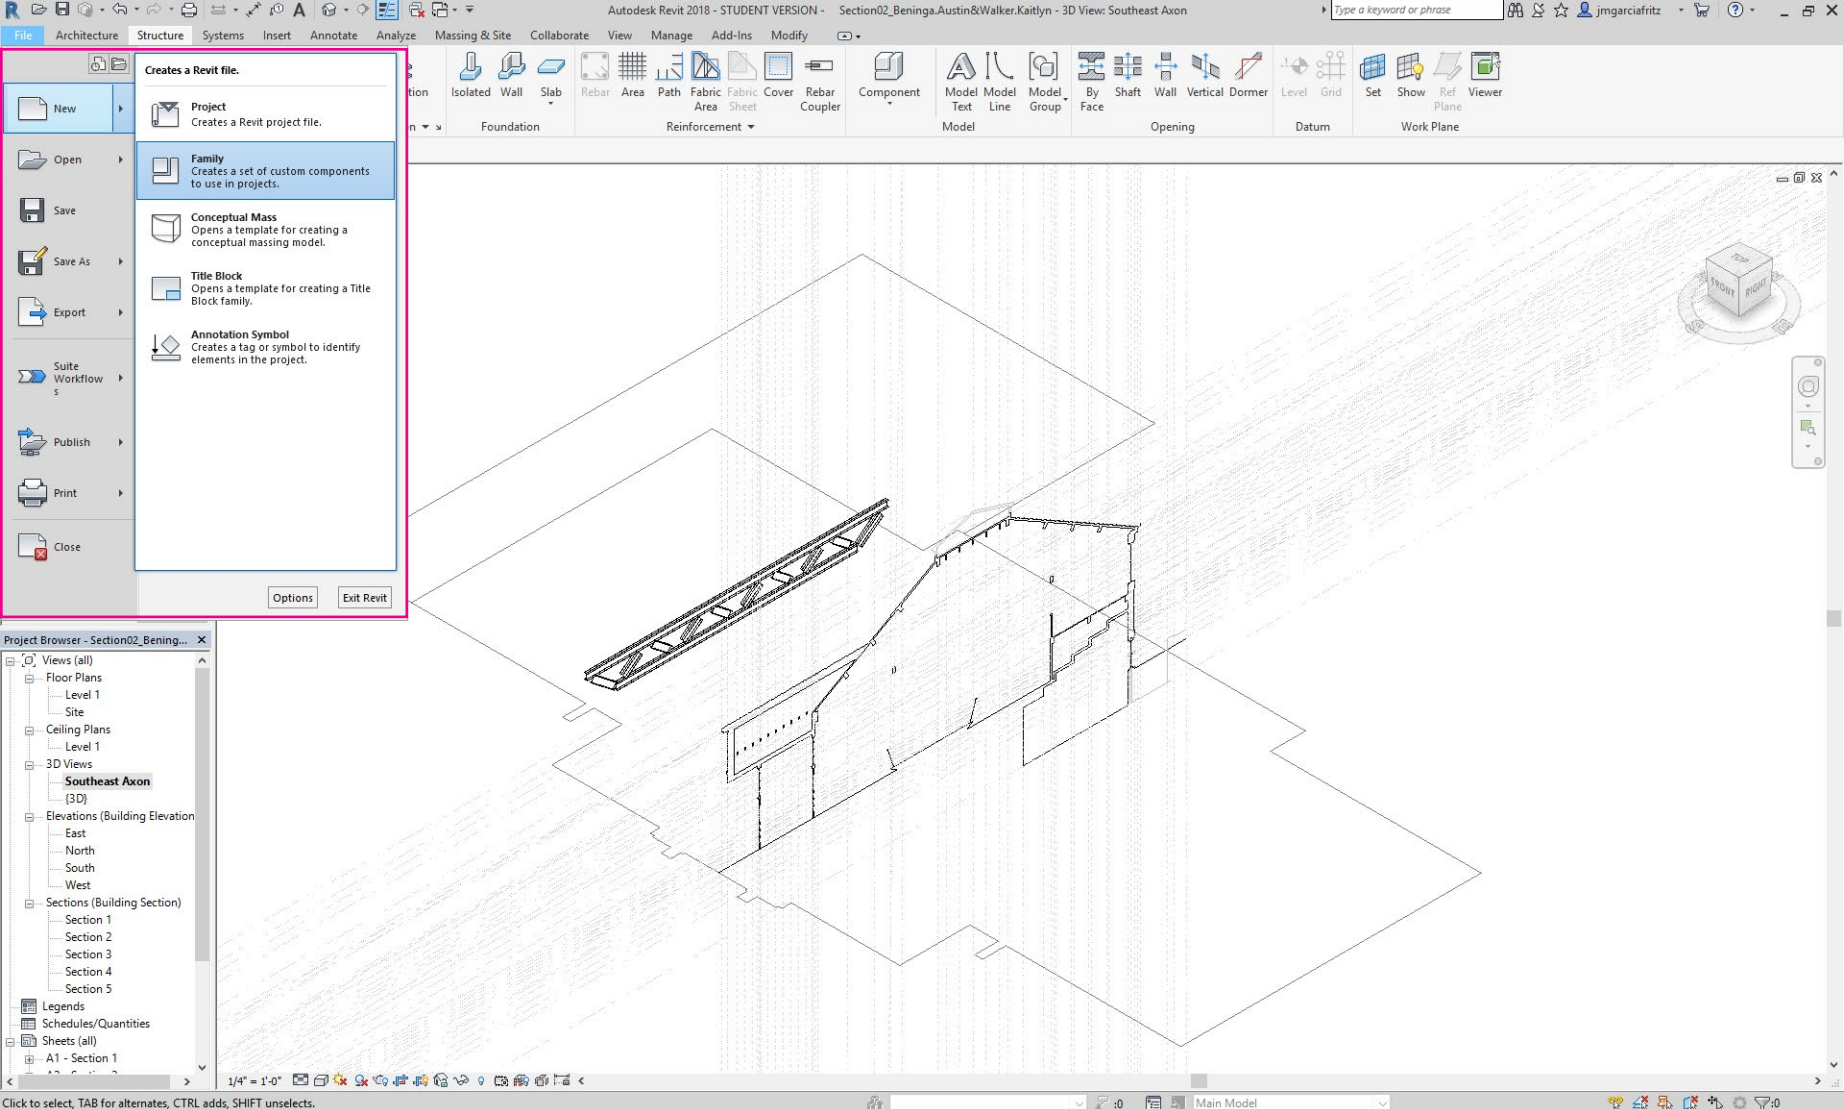 Autodesk Revit 2018 - STUDENT VERSION - Section02_Beninga.Austin&Walker.Kaitlyn - 3D View: Southeast Axon
Type a keyword or phrase
jmgarciafritz
File Architecture Structure Systems Insert Annotate Analyze Massing & Site Collaborate View Manage Add-Ins Modify
Creates a Revit file.
New
Project
Creates a Revit project file.
Open
Family
Creates a set of custom components
to use in projects.
Save
Conceptual Mass
Opens a template for creating a
conceptual massing model.
Save As
Title Block
Opens a template for creating a Title
Block family.
Export
Annotation Symbol
Creates a tag or symbol to identify
elements in the project.
Suite
Workflow
s
Publish
Print
Close
Options Exit Revit
tion Isolated Wall Slab Rebar Area Path Fabric Fabric Cover Rebar Component Model Model Model By Shaft Wall Vertical Dormer Level Grid Set Show Ref Viewer
Area Sheet Coupler Text Line Group Face Plane
n Foundation Reinforcement Model Opening Datum Work Plane
TOP
FRONT RIGHT
Project Browser - Section02_Bening...
Views (all)
Floor Plans
Level 1
Site
Ceiling Plans
Level 1
3D Views
Southeast Axon
{3D}
Elevations (Building Elevation
East
North
South
West
Sections (Building Section)
Section 1
Section 2
Section 3
Section 4
Section 5
Legends
Schedules/Quantities
Sheets (all)
A1 - Section 1
1/4" = 1'-0"
Click to select, TAB for alternates, CTRL adds, SHIFT unselects.
:0 Main Model :0